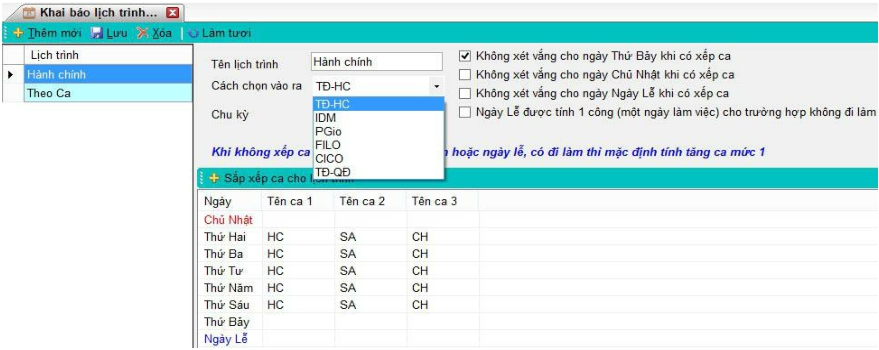 Khai báo lịch trình...
Thêm mới Lưu Xóa Làm tươi
Lịch trình
Hành chính
Theo Ca
Tên lịch trình Hành chính
Cách chọn vào ra TĐ-HC
Chu kỳ
TĐ-HC
IDM
PGio
FILO
CICO
TĐ-QĐ
Không xét vắng cho ngày Thứ Bảy khi có xếp ca
Không xét vắng cho ngày Chủ Nhật khi có xếp ca
Không xét vắng cho ngày Ngày Lễ khi có xếp ca
Ngày Lễ được tính 1 công (một ngày làm việc) cho trường hợp không đi làm
Khi không xếp ca hoặc ngày lễ, có đi làm thì mặc định tính tăng ca mức 1
Sắp xếp ca cho lịch trình
Ngày Tên ca 1 Tên ca 2 Tên ca 3
Chủ Nhật
Thứ Hai HC SA CH
Thứ Ba HC SA CH
Thứ Tư HC SA CH
Thứ Năm HC SA CH
Thứ Sáu HC SA CH
Thứ Bảy
Ngày Lễ